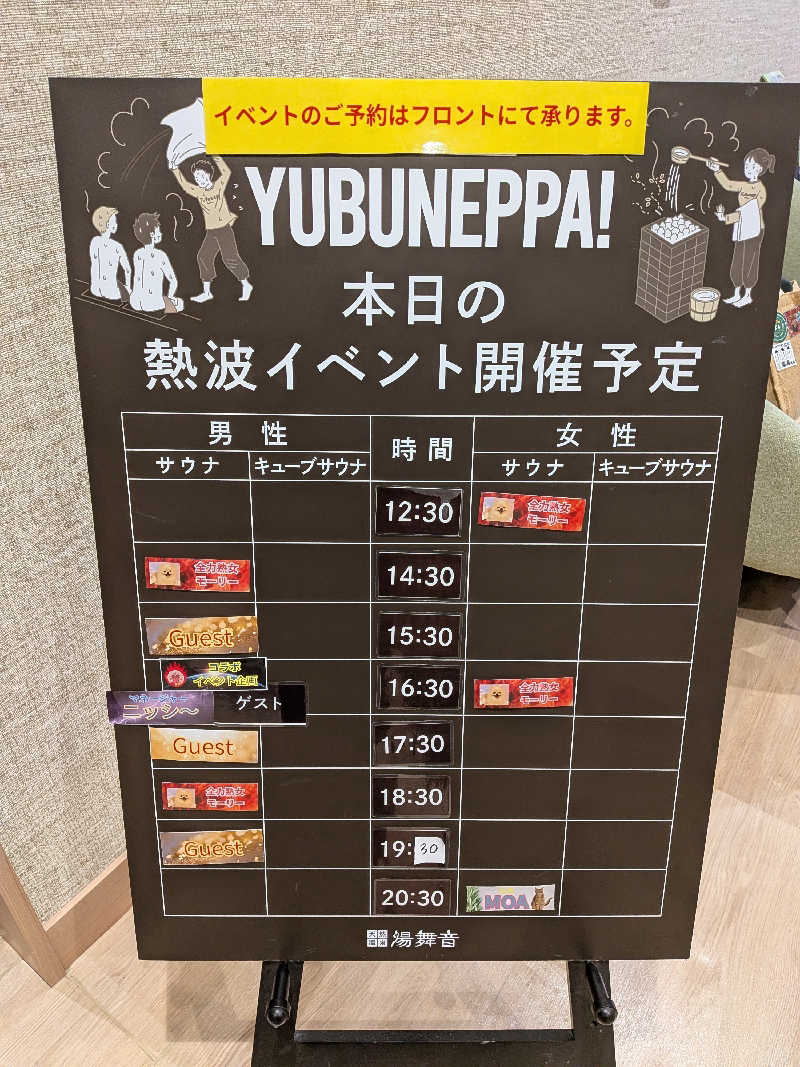 イベントのご予約はフロントにて承ります。
YUBUNEPPA!
本日の
熱波イベント開催予定
男性 時間 女性
サウナ キューブサウナ サウナ キューブサウナ
12:30 全力熟女 モーリー
全力熟女 モーリー 14:30
Guest 15:30
コラボ
イベント企画
マネージャー
ニッシ〜 ゲスト 16:30 全力熟女 モーリー
Guest 17:30
全力熟女 モーリー 18:30
Guest 19:30
20:30 MOA
天然温泉 湯舞音